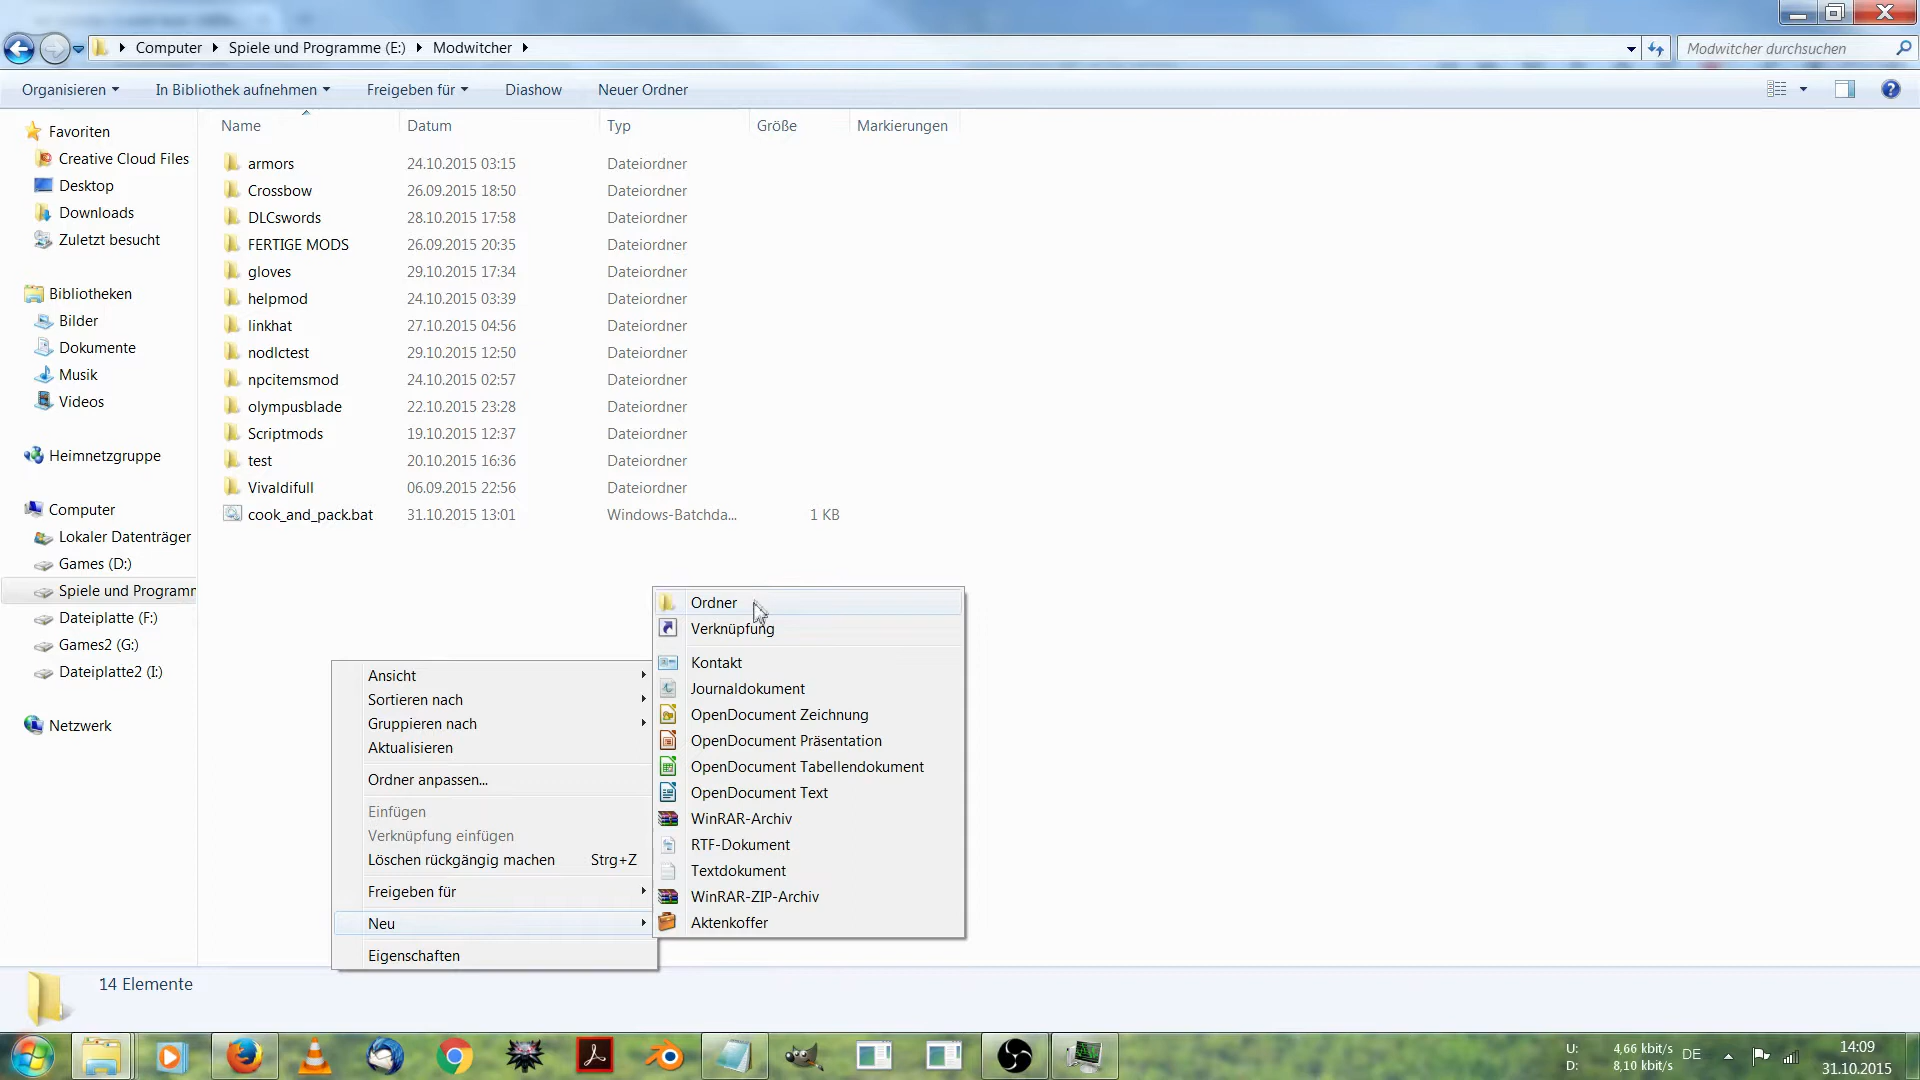 Computer Spiele und Programme (E:) Modwitcher
Modwitcher durchsuchen
Organisieren In Bibliothek aufnehmen Freigeben für Diashow Neuer Ordner
Name Datum Typ Größe Markierungen
Favoriten
Creative Cloud Files
Desktop
Downloads
Zuletzt besucht
Bibliotheken
Bilder
Dokumente
Musik
Videos
Heimnetzgruppe
Computer
Lokaler Datenträger
Games (D:)
Spiele und Program
Dateiplatte (F:)
Games2 (G:)
Dateiplatte2 (I:)
Netzwerk
armors 24.10.2015 03:15 Dateiordner
Crossbow 26.09.2015 18:50 Dateiordner
DLCswords 28.10.2015 17:58 Dateiordner
FERTIGE MODS 26.09.2015 20:35 Dateiordner
gloves 29.10.2015 17:34 Dateiordner
helpmod 24.10.2015 03:39 Dateiordner
linkhat 27.10.2015 04:56 Dateiordner
nodlctest 29.10.2015 12:50 Dateiordner
npcitemsmod 24.10.2015 02:57 Dateiordner
olympusblade 22.10.2015 23:28 Dateiordner
Scriptmods 19.10.2015 12:37 Dateiordner
test 20.10.2015 16:36 Dateiordner
Vivaldifull 06.09.2015 22:56 Dateiordner
cook_and_pack.bat 31.10.2015 13:01 Windows-Batchda... 1 KB
Ansicht
Sortieren nach
Gruppieren nach
Aktualisieren
Ordner anpassen...
Einfügen
Verknüpfung einfügen
Löschen rückgängig machen Strg+Z
Freigeben für
Neu
Eigenschaften
Ordner
Verknüpfung
Kontakt
Journaldokument
OpenDocument Zeichnung
OpenDocument Präsentation
OpenDocument Tabellendokument
OpenDocument Text
WinRAR-Archiv
RTF-Dokument
Textdokument
WinRAR-ZIP-Archiv
Aktenkoffer
14 Elemente
U: 4,66 kbit/s
D: 8,10 kbit/s
DE
14:09
31.10.2015